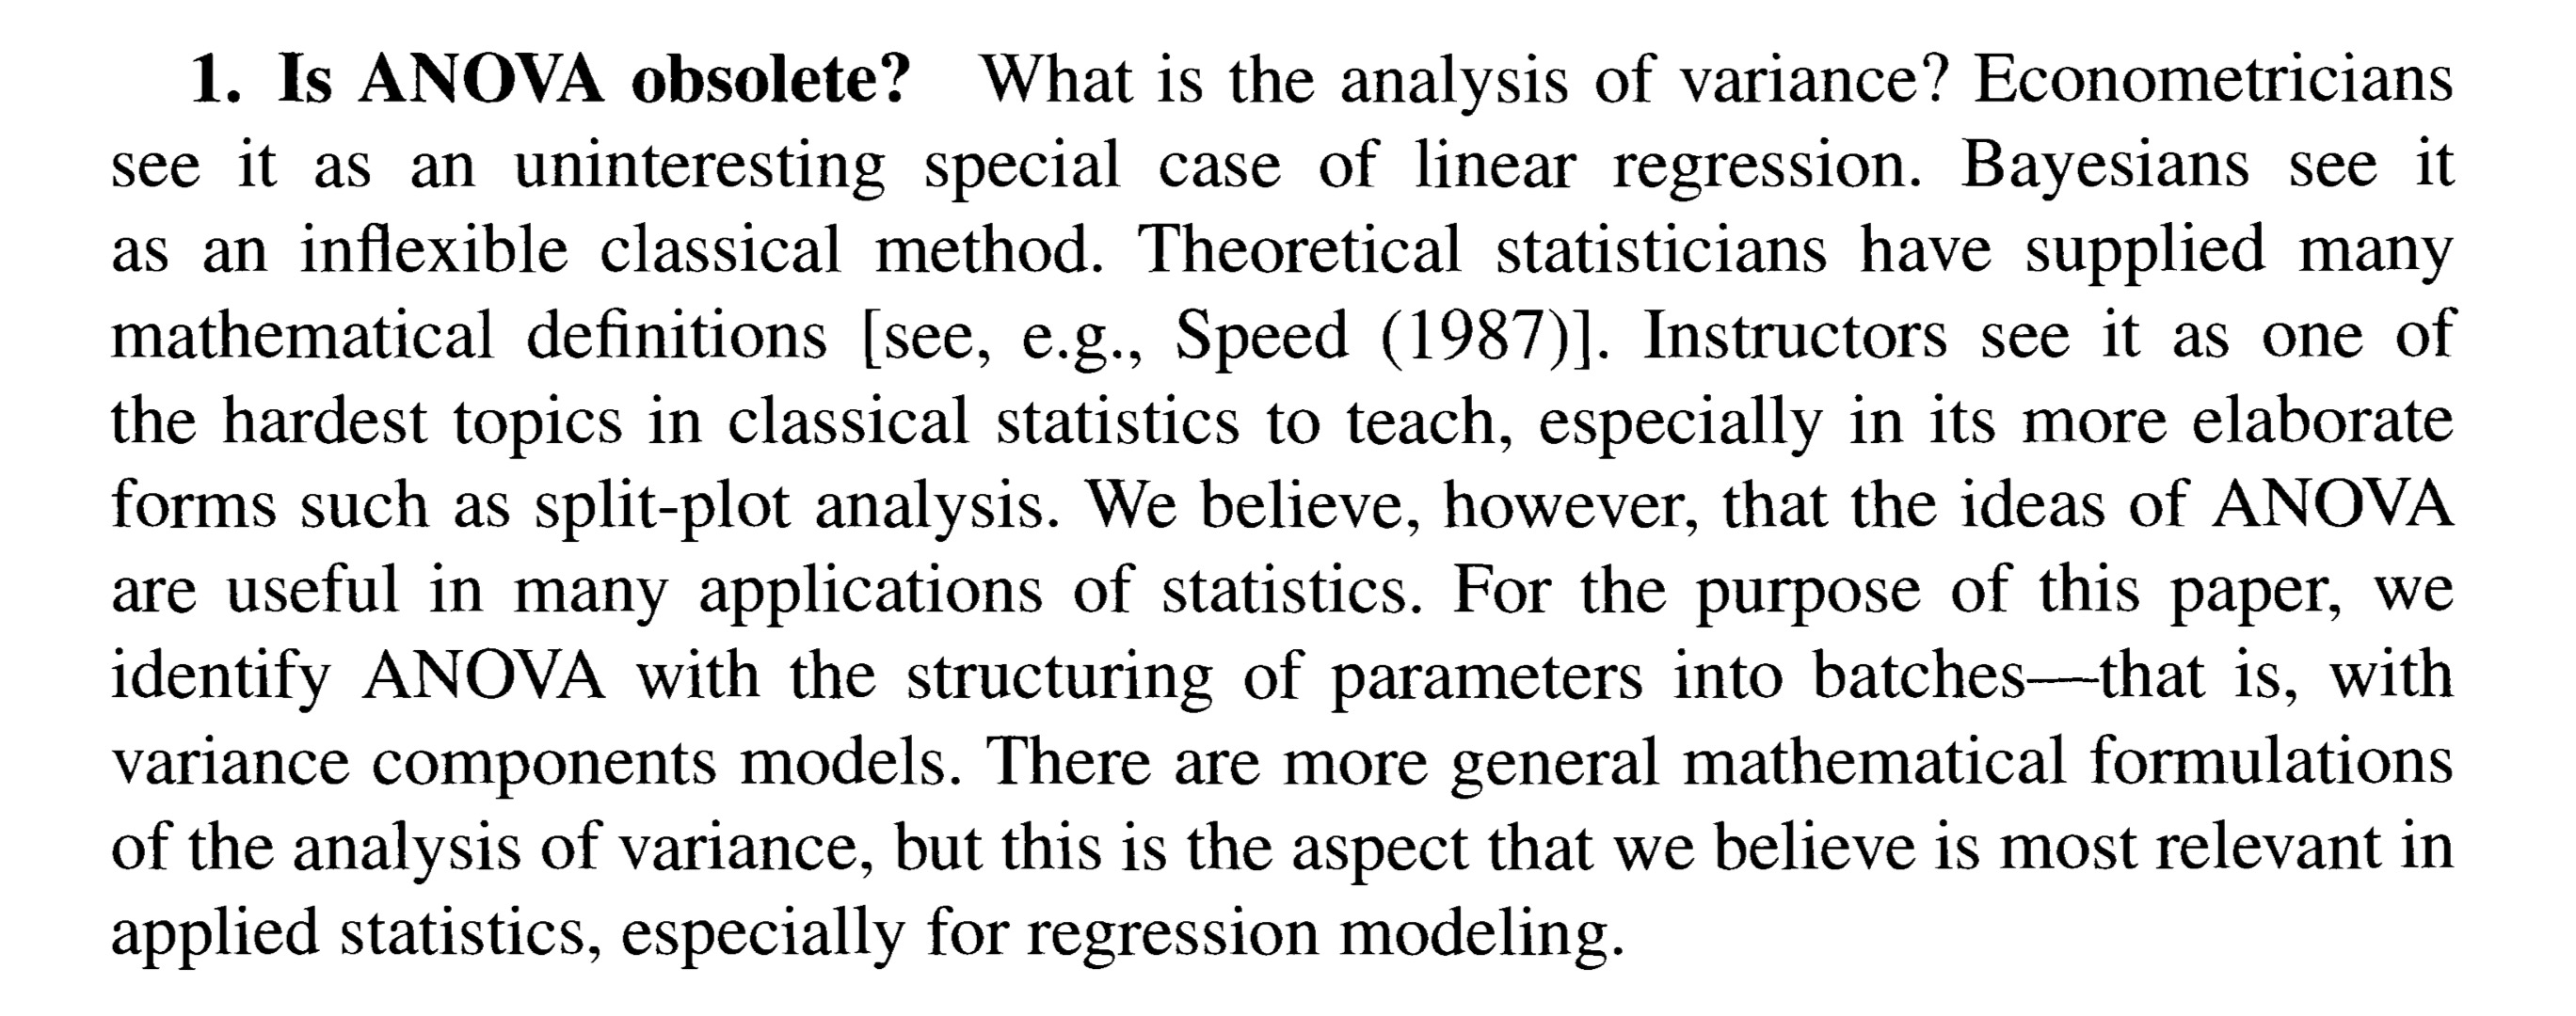 1. Is ANOVA obsolete? What is the analysis of variance? Econometricians
see it as an uninteresting special case of linear regression. Bayesians see it
as an inflexible classical method. Theoretical statisticians have supplied many
mathematical definitions [see, e.g., Speed (1987)]. Instructors see it as one of
the hardest topics in classical statistics to teach, especially in its more elaborate
forms such as split-plot analysis. We believe, however, that the ideas of ANOVA
are useful in many applications of statistics. For the purpose of this paper, we
identify ANOVA with the structuring of parameters into batches—that is, with
variance components models. There are more general mathematical formulations
of the analysis of variance, but this is the aspect that we believe is most relevant in
applied statistics, especially for regression modeling.